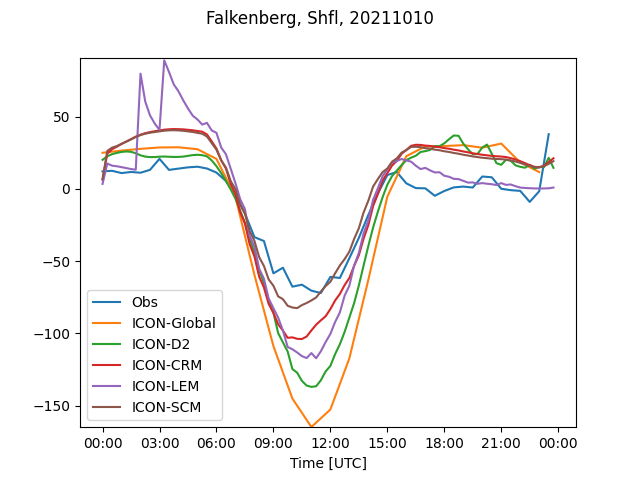 Falkenberg, Shfl, 20211010
50
0
−50
−100
−150
Obs
ICON-Global
ICON-D2
ICON-CRM
ICON-LEM
ICON-SCM
00:00 03:00 06:00 09:00 12:00 15:00 18:00 21:00 00:00
Time [UTC]